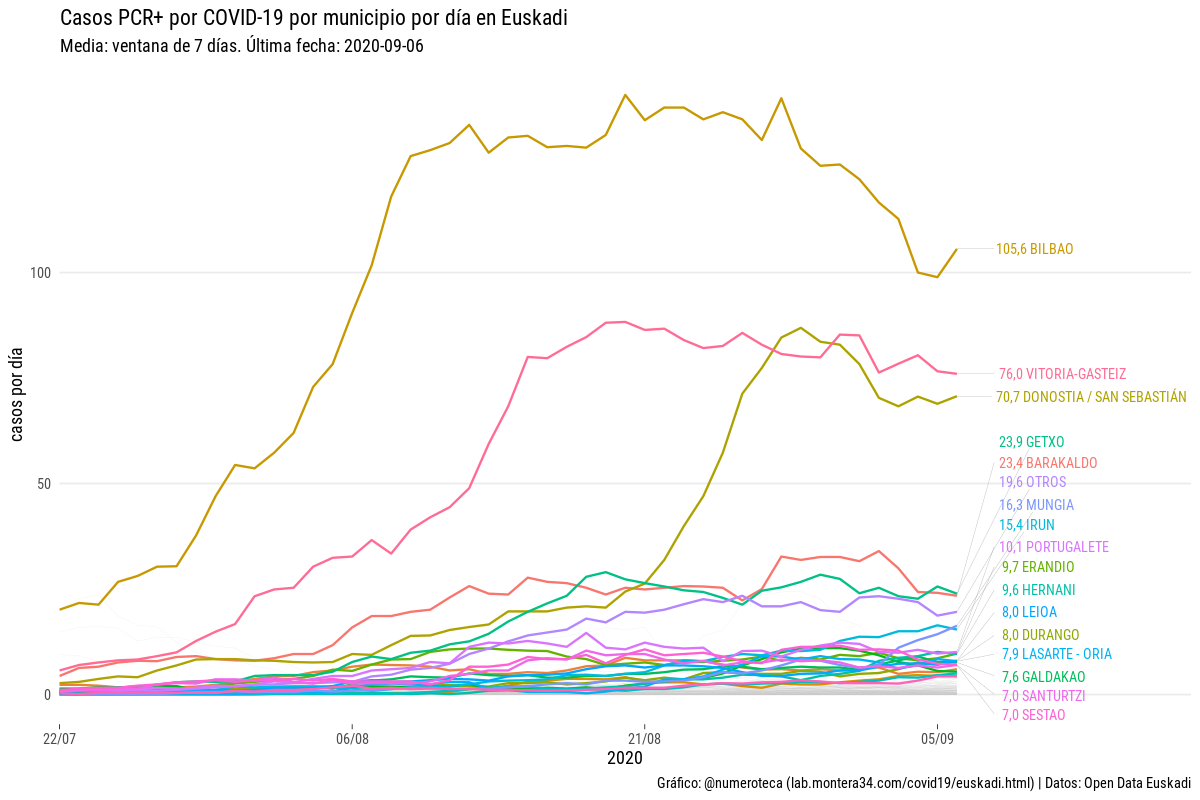 Casos PCR+ por COVID-19 por municipio por día en Euskadi
Media: ventana de 7 días. Última fecha: 2020-09-06
casos por día
100
50
0
105,6 BILBAO
76,0 VITORIA-GASTEIZ
70,7 DONOSTIA / SAN SEBASTIÁN
23,9 GETXO
23,4 BARAKALDO
19,6 OTROS
16,3 MUNGIA
15,4 IRUN
10,1 PORTUGALETE
9,7 ERANDIO
9,6 HERNANI
8,0 LEIOA
8,0 DURANGO
7,9 LASARTE - ORIA
7,6 GALDAKAO
7,0 SANTURTZI
7,0 SESTAO
22/07
06/08
21/08
05/09
2020
Gráfico: @numeroteca (lab.montera34.com/covid19/euskadi.html) | Datos: Open Data Euskadi